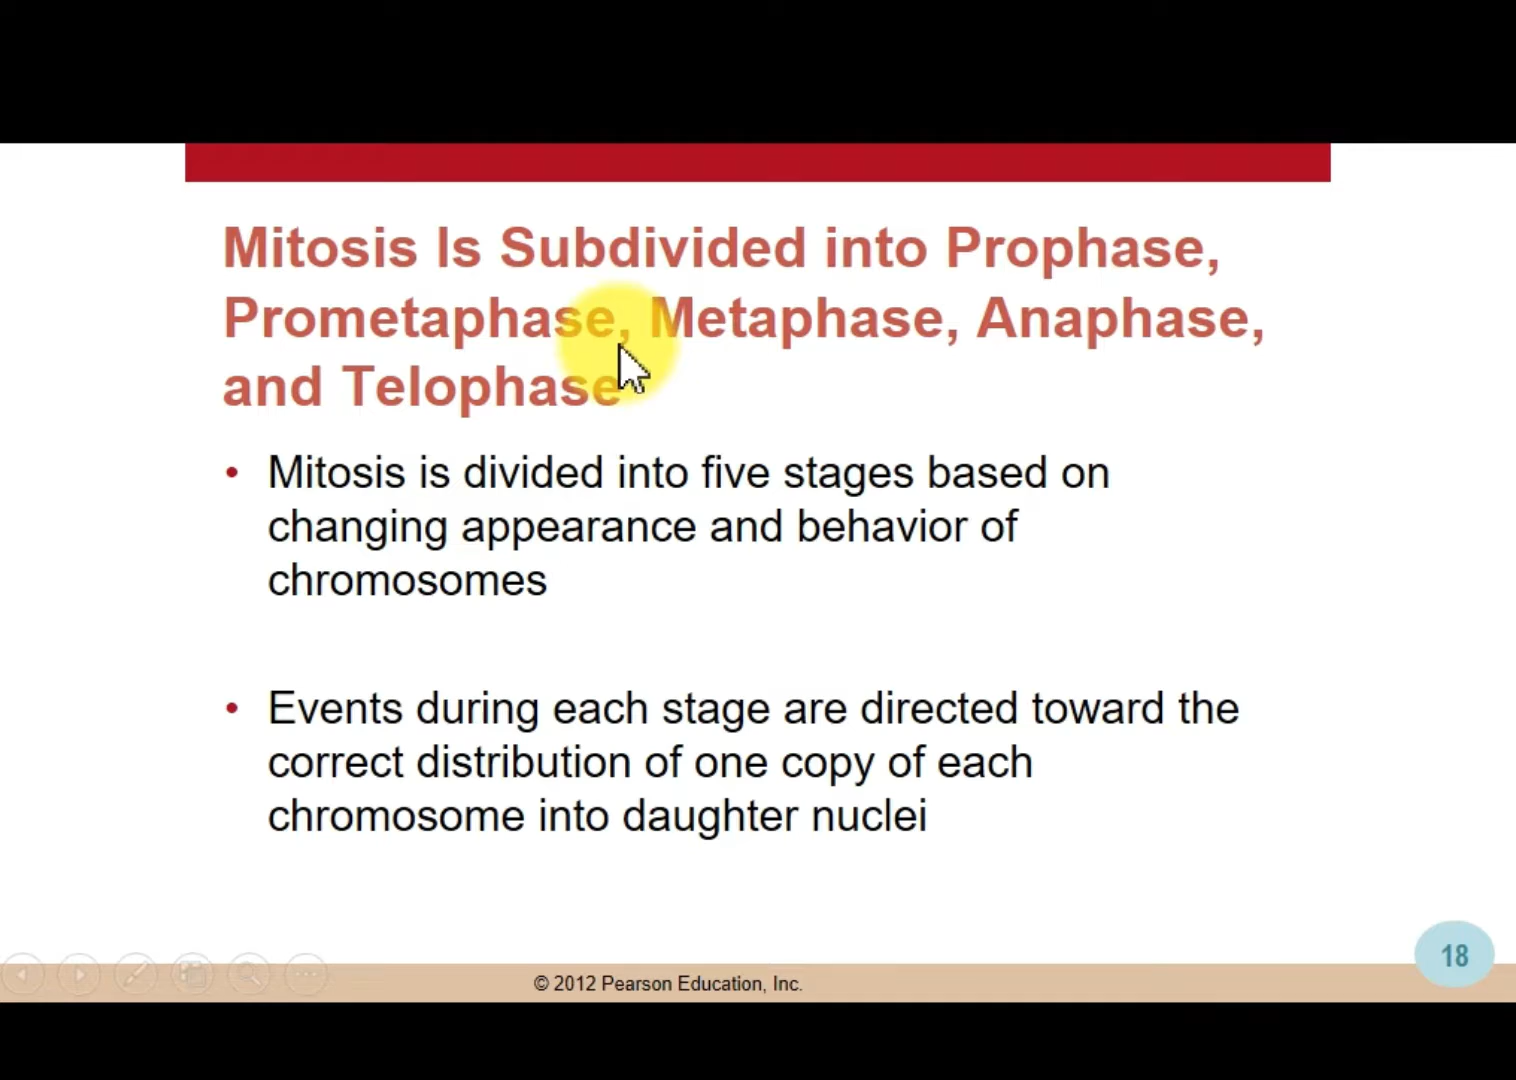 Mitosis Is Subdivided into Prophase,
Prometaphase, Metaphase, Anaphase,
and Telophase
• Mitosis is divided into five stages based on
changing appearance and behavior of
chromosomes
• Events during each stage are directed toward the
correct distribution of one copy of each
chromosome into daughter nuclei
18
© 2012 Pearson Education, Inc.